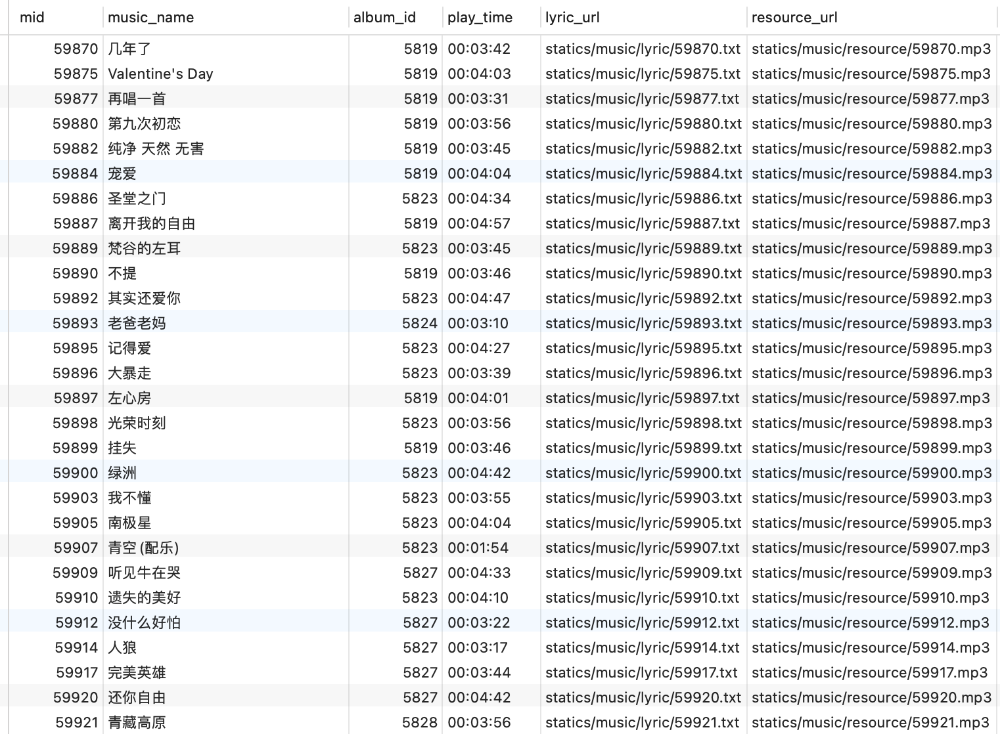 mid music_name album_id play_time lyric_url resource_url
59870 几年了 5819 00:03:42 statics/music/lyric/59870.txt statics/music/resource/59870.mp3
59875 Valentine's Day 5819 00:04:03 statics/music/lyric/59875.txt statics/music/resource/59875.mp3
59877 再唱一首 5819 00:03:31 statics/music/lyric/59877.txt statics/music/resource/59877.mp3
59880 第九次初恋 5819 00:03:56 statics/music/lyric/59880.txt statics/music/resource/59880.mp3
59882 纯净 天然 无害 5819 00:03:45 statics/music/lyric/59882.txt statics/music/resource/59882.mp3
59884 宠爱 5819 00:04:04 statics/music/lyric/59884.txt statics/music/resource/59884.mp3
59886 圣堂之门 5823 00:04:34 statics/music/lyric/59886.txt statics/music/resource/59886.mp3
59887 离开我的自由 5819 00:04:57 statics/music/lyric/59887.txt statics/music/resource/59887.mp3
59889 梵谷的左耳 5823 00:03:45 statics/music/lyric/59889.txt statics/music/resource/59889.mp3
59890 不提 5819 00:03:46 statics/music/lyric/59890.txt statics/music/resource/59890.mp3
59892 其实还爱你 5823 00:04:47 statics/music/lyric/59892.txt statics/music/resource/59892.mp3
59893 老爸老妈 5824 00:03:10 statics/music/lyric/59893.txt statics/music/resource/59893.mp3
59895 记得爱 5823 00:04:27 statics/music/lyric/59895.txt statics/music/resource/59895.mp3
59896 大暴走 5823 00:03:39 statics/music/lyric/59896.txt statics/music/resource/59896.mp3
59897 左心房 5819 00:04:01 statics/music/lyric/59897.txt statics/music/resource/59897.mp3
59898 光荣时刻 5823 00:03:56 statics/music/lyric/59898.txt statics/music/resource/59898.mp3
59899 挂失 5819 00:03:46 statics/music/lyric/59899.txt statics/music/resource/59899.mp3
59900 绿洲 5823 00:04:42 statics/music/lyric/59900.txt statics/music/resource/59900.mp3
59903 我不懂 5823 00:03:55 statics/music/lyric/59903.txt statics/music/resource/59903.mp3
59905 南极星 5823 00:04:04 statics/music/lyric/59905.txt statics/music/resource/59905.mp3
59907 青空 (配乐) 5823 00:01:54 statics/music/lyric/59907.txt statics/music/resource/59907.mp3
59909 听见牛在哭 5827 00:04:33 statics/music/lyric/59909.txt statics/music/resource/59909.mp3
59910 遗失的美好 5823 00:04:10 statics/music/lyric/59910.txt statics/music/resource/59910.mp3
59912 没什么好怕 5827 00:03:22 statics/music/lyric/59912.txt statics/music/resource/59912.mp3
59914 人狼 5827 00:03:17 statics/music/lyric/59914.txt statics/music/resource/59914.mp3
59917 完美英雄 5827 00:03:44 statics/music/lyric/59917.txt statics/music/resource/59917.mp3
59920 还你自由 5827 00:04:42 statics/music/lyric/59920.txt statics/music/resource/59920.mp3
59921 青藏高原 5828 00:03:56 statics/music/lyric/59921.txt statics/music/resource/59921.mp3